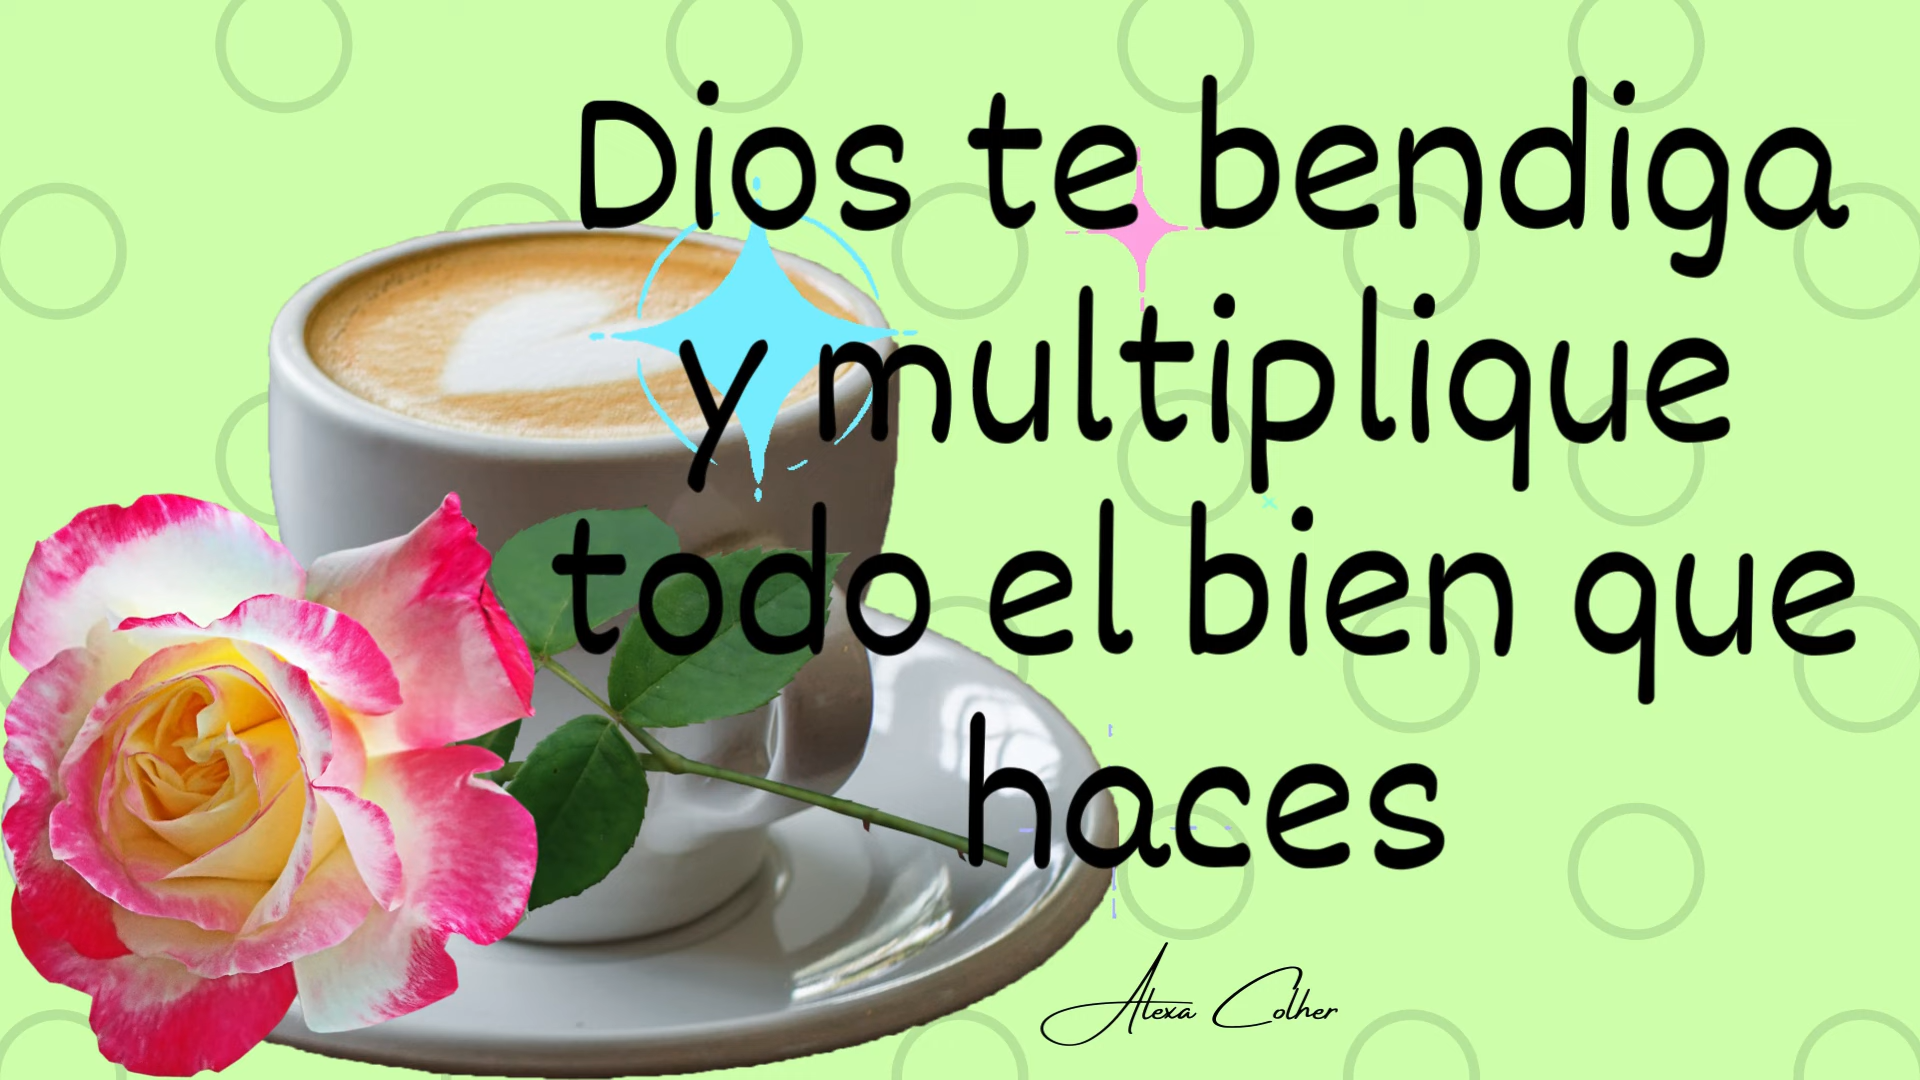 Dios te bendiga
y multiplique
todo el bien que
haces
Alexa Colher